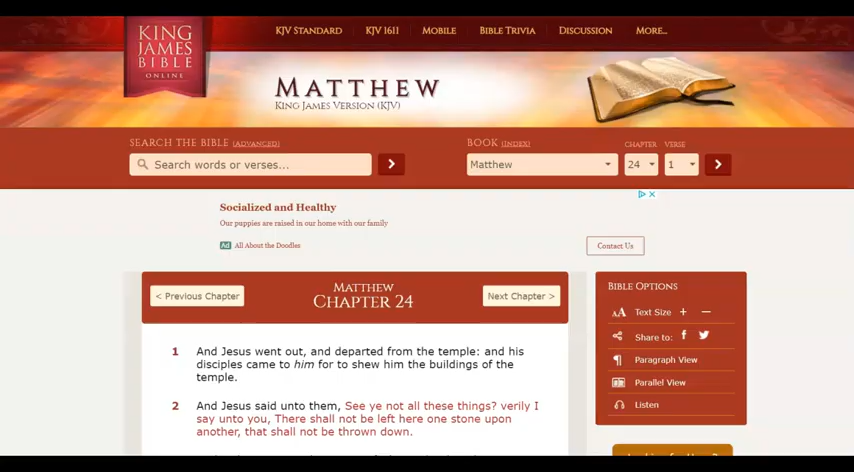 KING
JAMES
BIBLE
ONLINE
KJV STANDARD KJV 1611 MOBILE BIBLE TRIVIA DISCUSSION MORE...
MATTHEW
KING JAMES VERSION (KJV)
SEARCH THE BIBLE (ADVANCED)
Search words or verses...
>
BOOK (INDEX) CHAPTER VERSE
Matthew 24 1 >
Socialized and Healthy
Our puppies are raised in our home with our family
Ad All About the Doodles
Contact Us
< Previous Chapter
MATTHEW
CHAPTER 24
Next Chapter >
1 And Jesus went out, and departed from the temple: and his
disciples came to him for to shew him the buildings of the
temple.
2 And Jesus said unto them, See ye not all these things? verily I
say unto you, There shall not be left here one stone upon
another, that shall not be thrown down.
BIBLE OPTIONS
AA Text Size + −
Share to: f
¶ Paragraph View
Parallel View
Listen